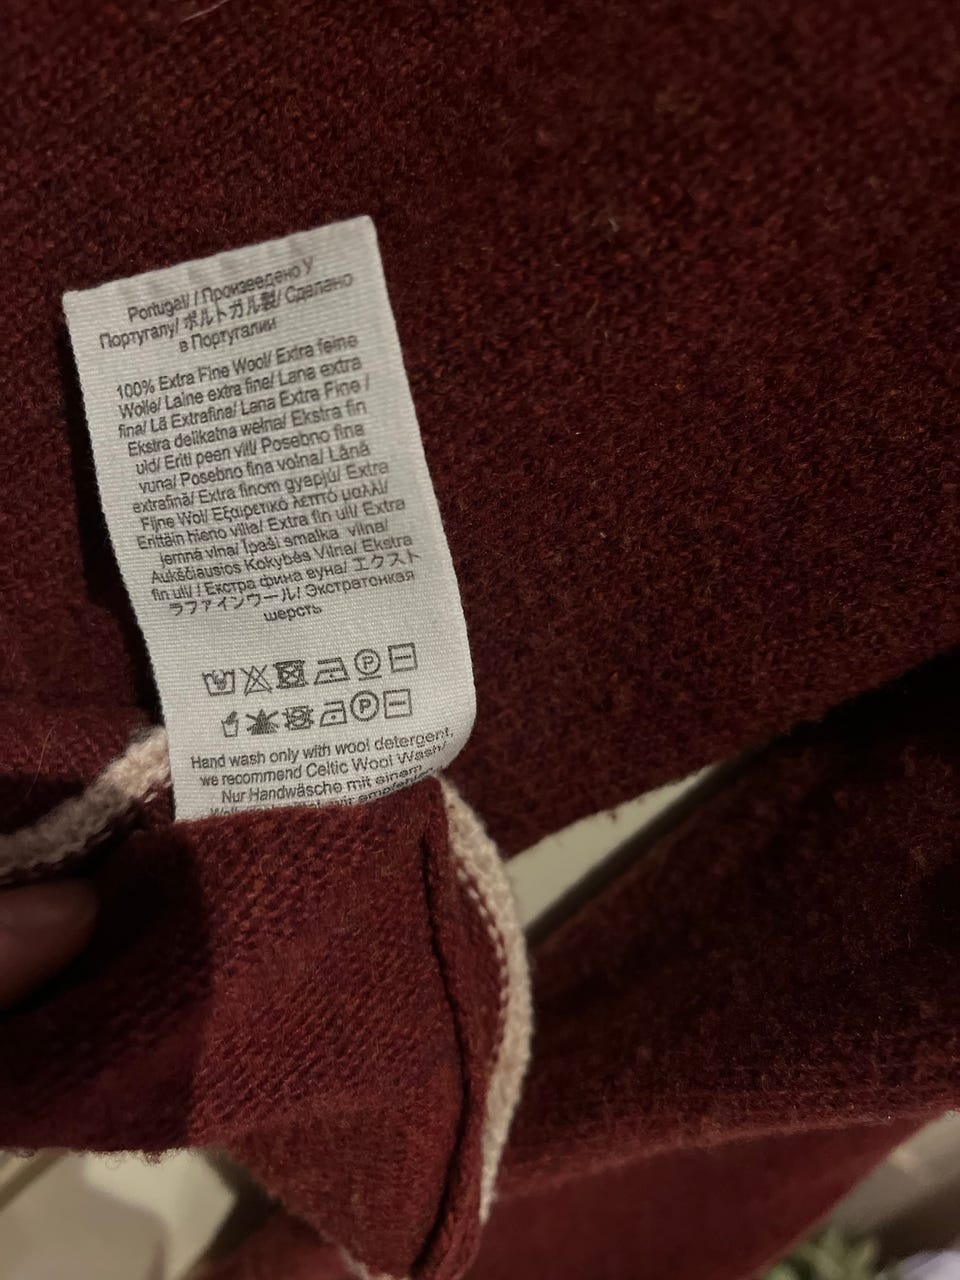 Portugal/ / Произведено у
Португалу/ ポルトガル製/ Сделано
в Португалии
100% Extra Fine Wool/ Extra feine
Wolle/ Laine extra fine/ Lana extra
fina/ Lã Extrafina/ Lana Extra Fine /
Ekstra delikatna wełna/ Ekstra fin
uld/ Eriti peen vill/ Posebno fina
vuna/ Posebno fina volna/ Lână
extrafină/ Extra finom gyapjú/ Extra
Fijne Wol/ Εξαιρετικό λεπτό μαλλί/
Erittäin hieno villa/ Extra fin ull/ Extra
jemná vlna/ Īpaši smalka vilna/
Aukščiausios Kokybės Vilna/ Ekstra
fin ull/ / Екстра фина вуна/ エクスト
ラファインウール/ Экстратонкая
шерсть
P
P
Hand wash only with wool detergent,
we recommend Celtic Wool Wash/
Nur Handwäsche mit einem
wir